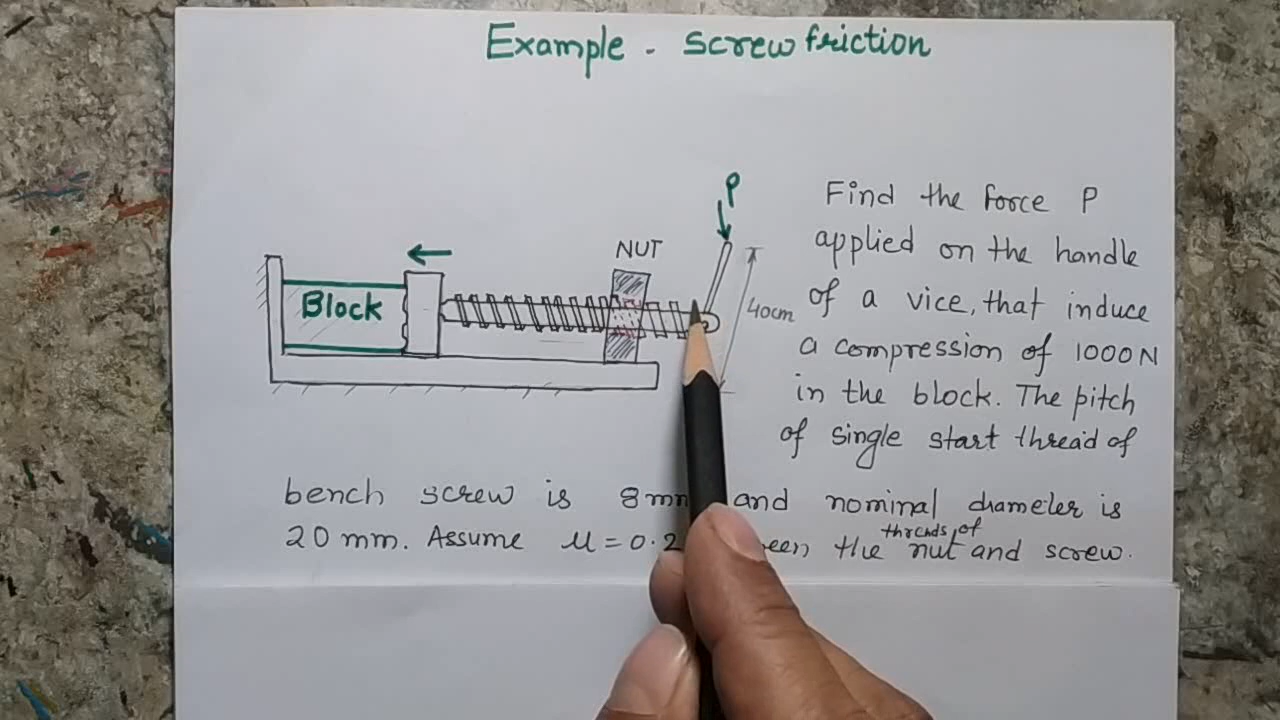 Example - Screw friction
P
NUT
Block
40cm
Find the force P
applied on the handle
of a vice, that induce
a compression of 1000N
in the block. The pitch
of single start thread of
bench screw is 8m and nominal diameter is
threads of
20 mm. Assume μ = 0.2 the nut and screw.